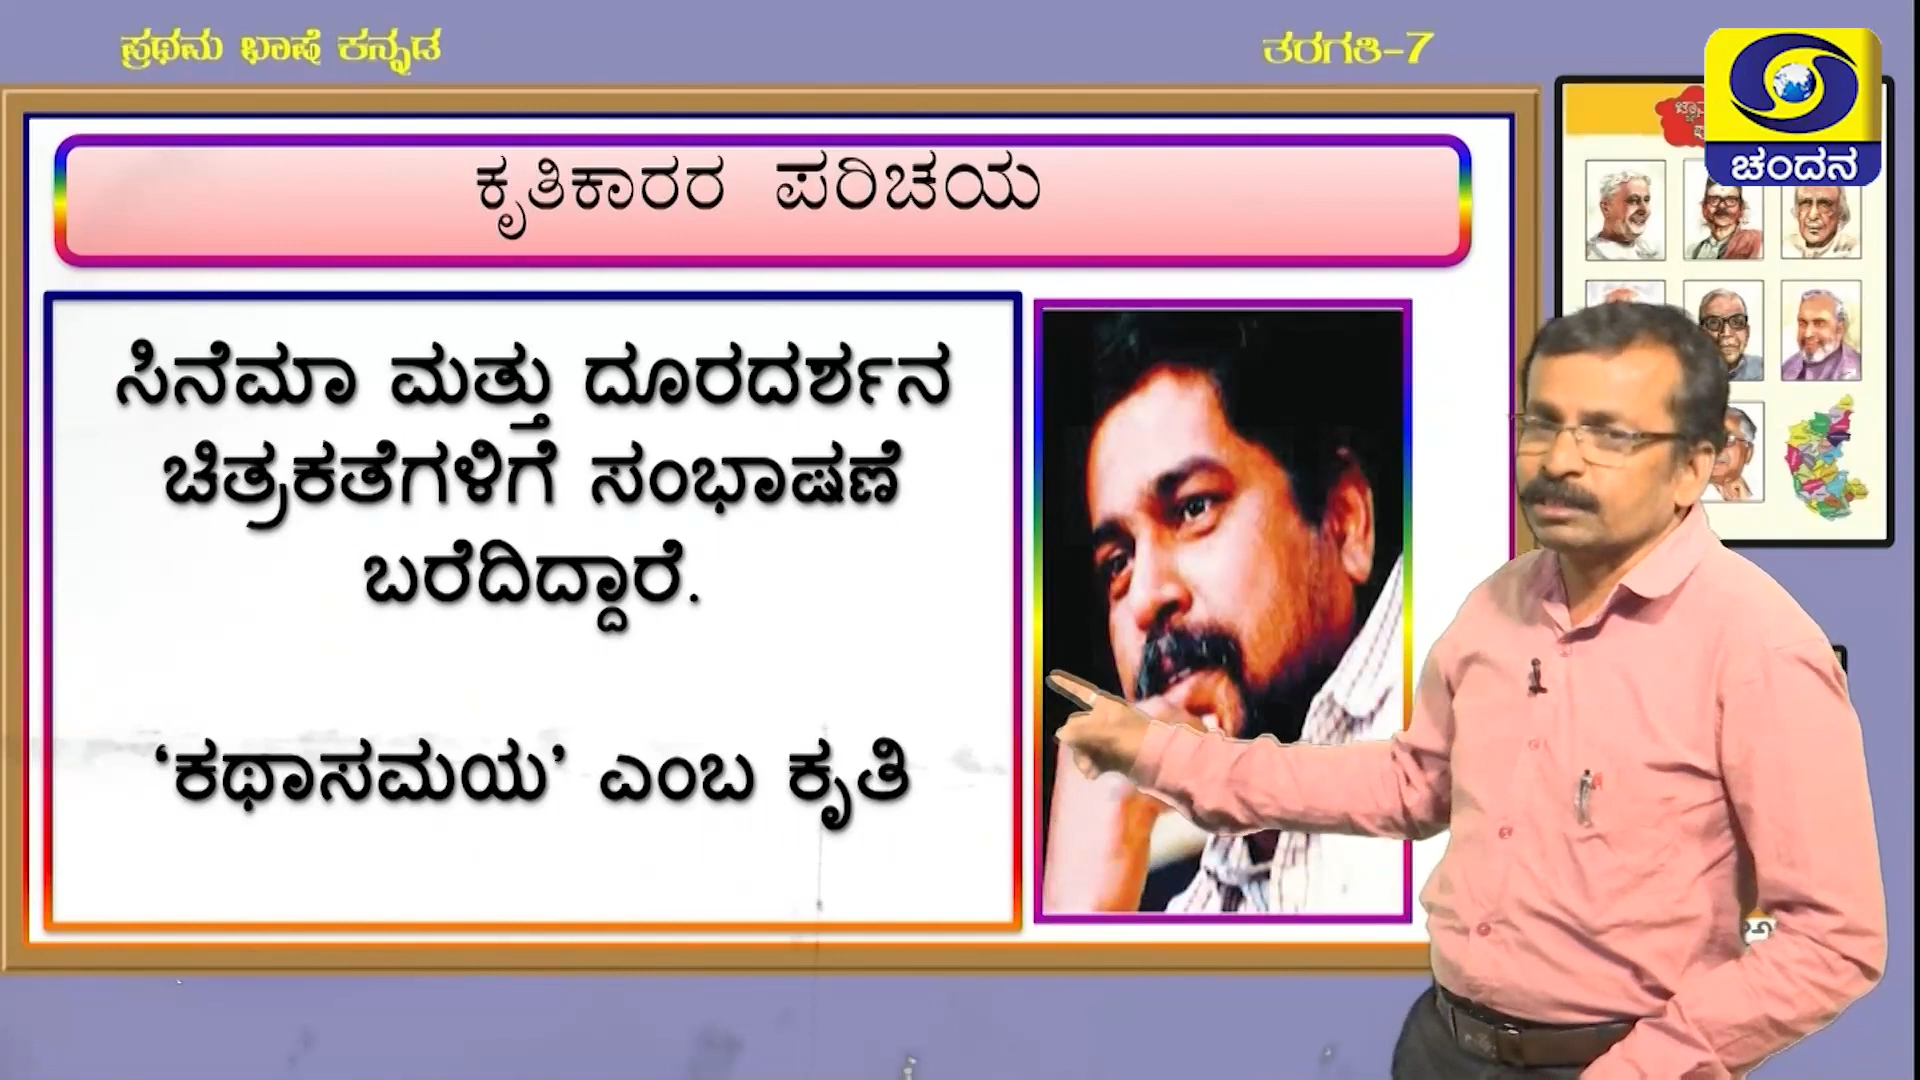 ಪ್ರಥಮ ಭಾಷೆ ಕನ್ನಡ
ತರಗತಿ-7
ಚಂದನ
ಕೃತಿಕಾರರ ಪರಿಚಯ
ಸಿನೆಮಾ ಮತ್ತು ದೂರದರ್ಶನ
ಚಿತ್ರಕತೆಗಳಿಗೆ ಸಂಭಾಷಣೆ
ಬರೆದಿದ್ದಾರೆ.
‘ಕಥಾಸಮಯ’ ಎಂಬ ಕೃತಿ